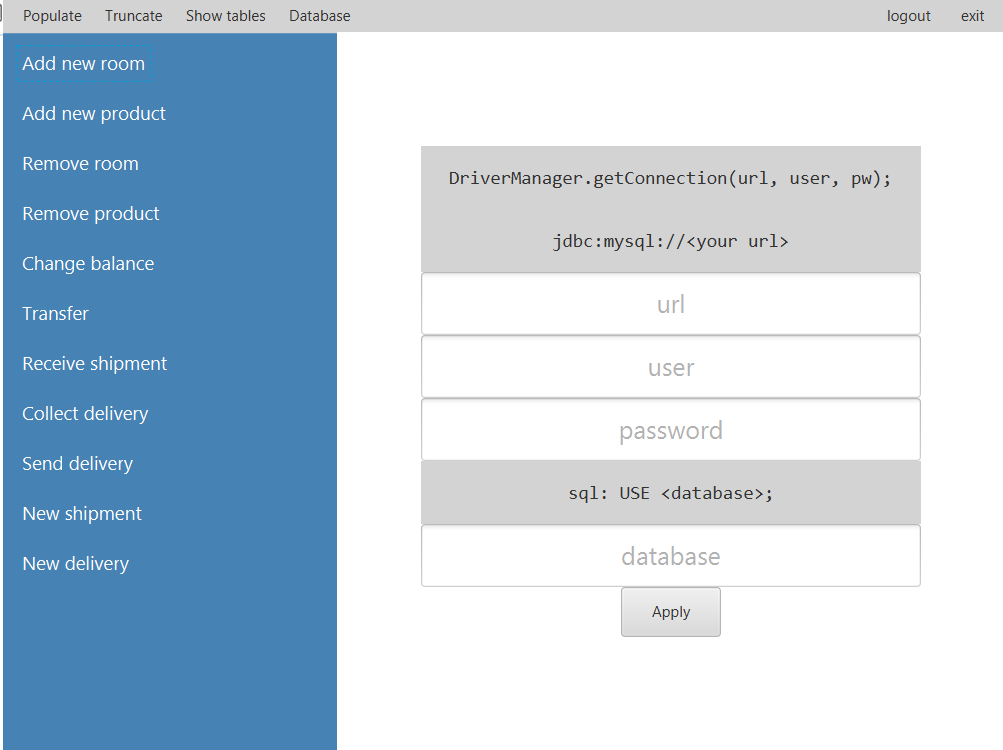 Populate Truncate Show tables Database logout exit
Add new room
Add new product
Remove room
Remove product
Change balance
Transfer
Receive shipment
Collect delivery
Send delivery
New shipment
New delivery
DriverManager.getConnection(url, user, pw);
jdbc:mysql://<your url>
url
user
password
sql: USE <database>;
database
Apply